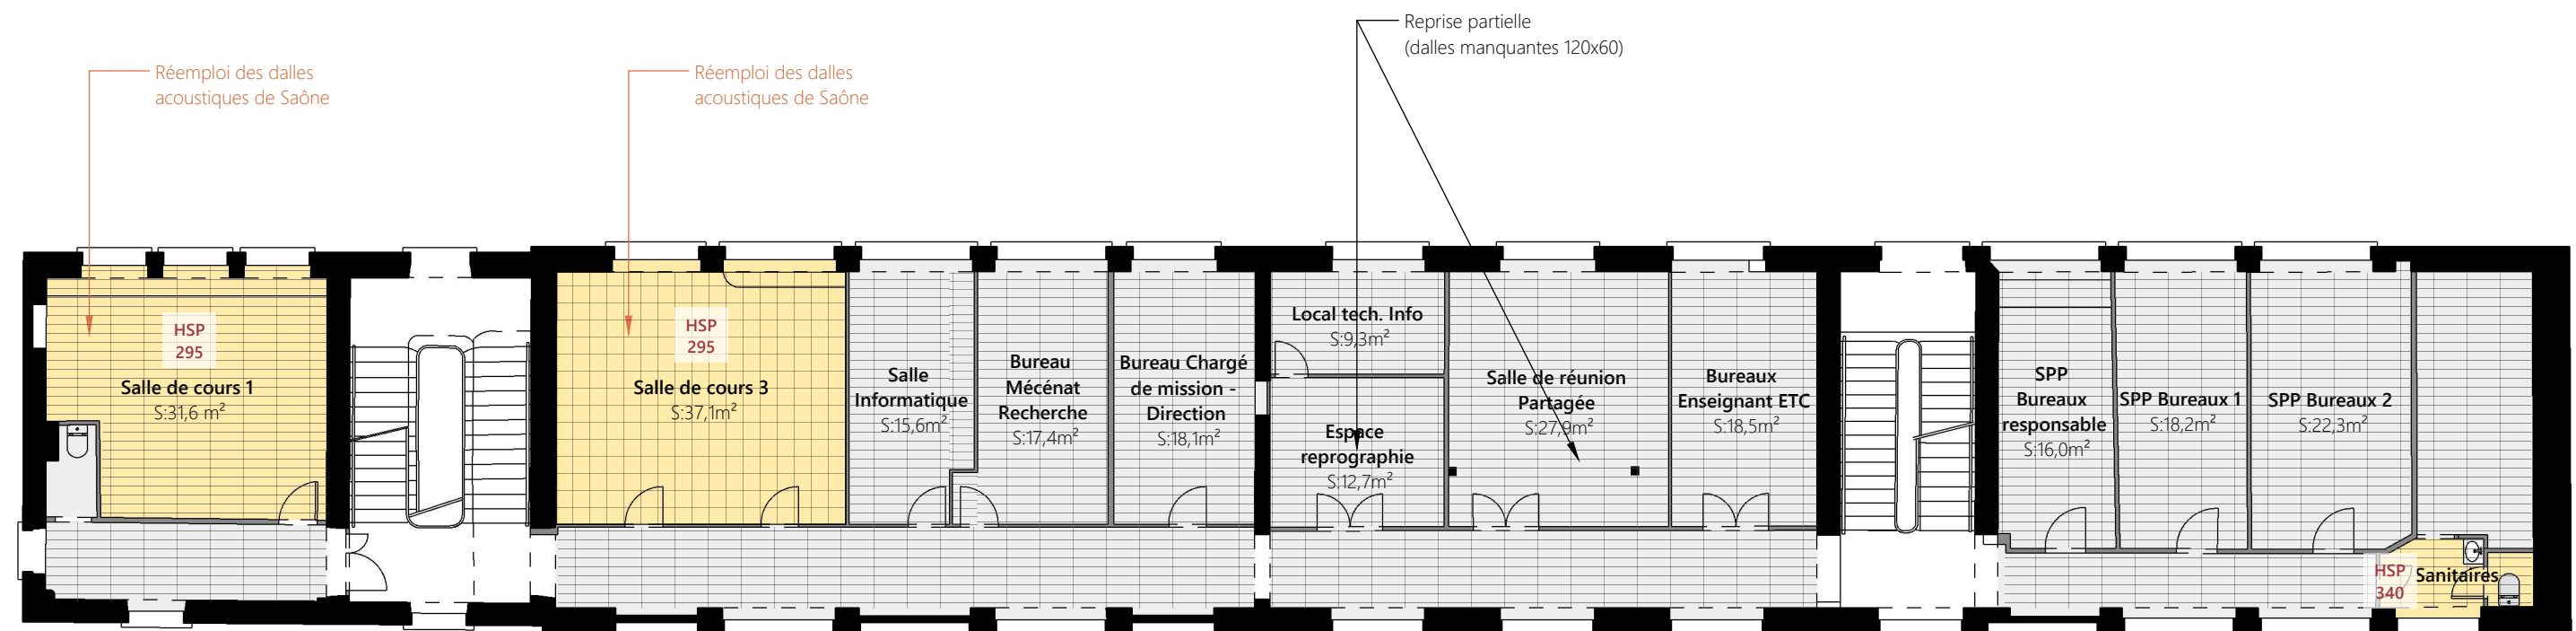 Reprise partielle
(dalles manquantes 120x60)
Réemploi des dalles
acoustiques de Saône
Réemploi des dalles
acoustiques de Saône
HSP
295
Salle de cours 1
S:31,6 m²
HSP
295
Salle de cours 3
S:37,1m²
Salle
Informatique
S:15,6m²
Bureau
Mécénat
Recherche
S:17,4m²
Bureau Chargé
de mission -
Direction
S:18,1m²
Local tech. Info
S:9,3m²
Espace
reprographie
S:12,7m²
Salle de réunion
Partagée
S:27,9m²
Bureaux
Enseignant ETC
S:18,5m²
SPP
Bureaux
responsable
S:16,0m²
SPP Bureaux 1
S:18,2m²
SPP Bureaux 2
S:22,3m²
HSP
340
Sanitaires